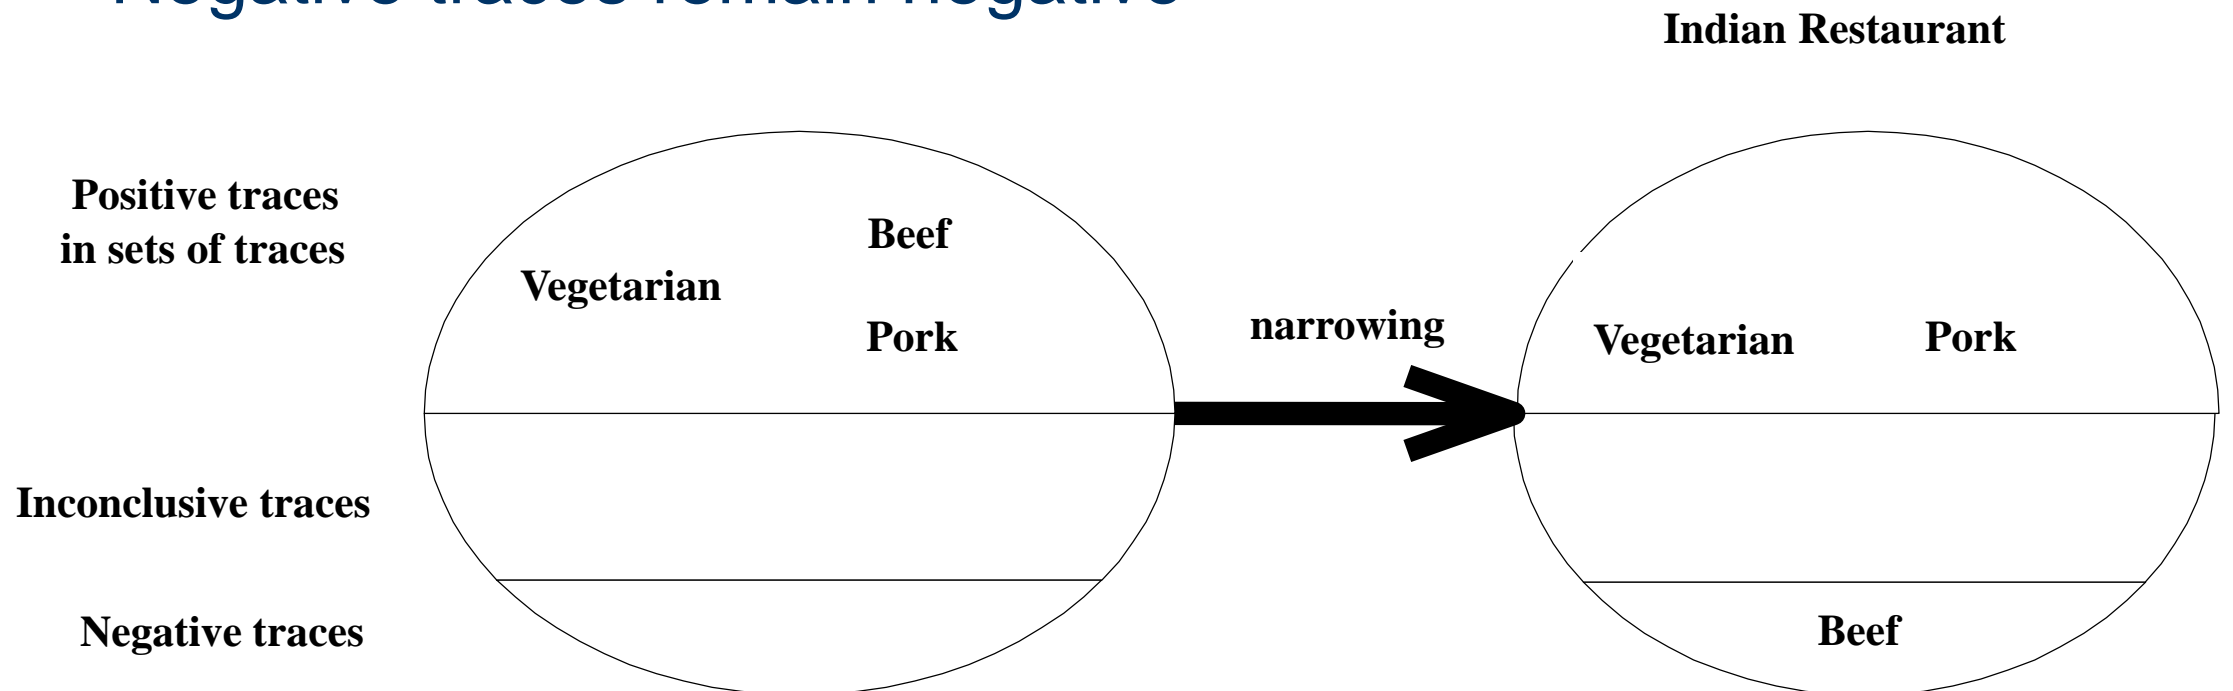 Negative traces remain negative
Indian Restaurant
Positive traces
in sets of traces
Beef
Vegetarian
Pork
narrowing
Vegetarian
Pork
Inconclusive traces
Negative traces
Beef